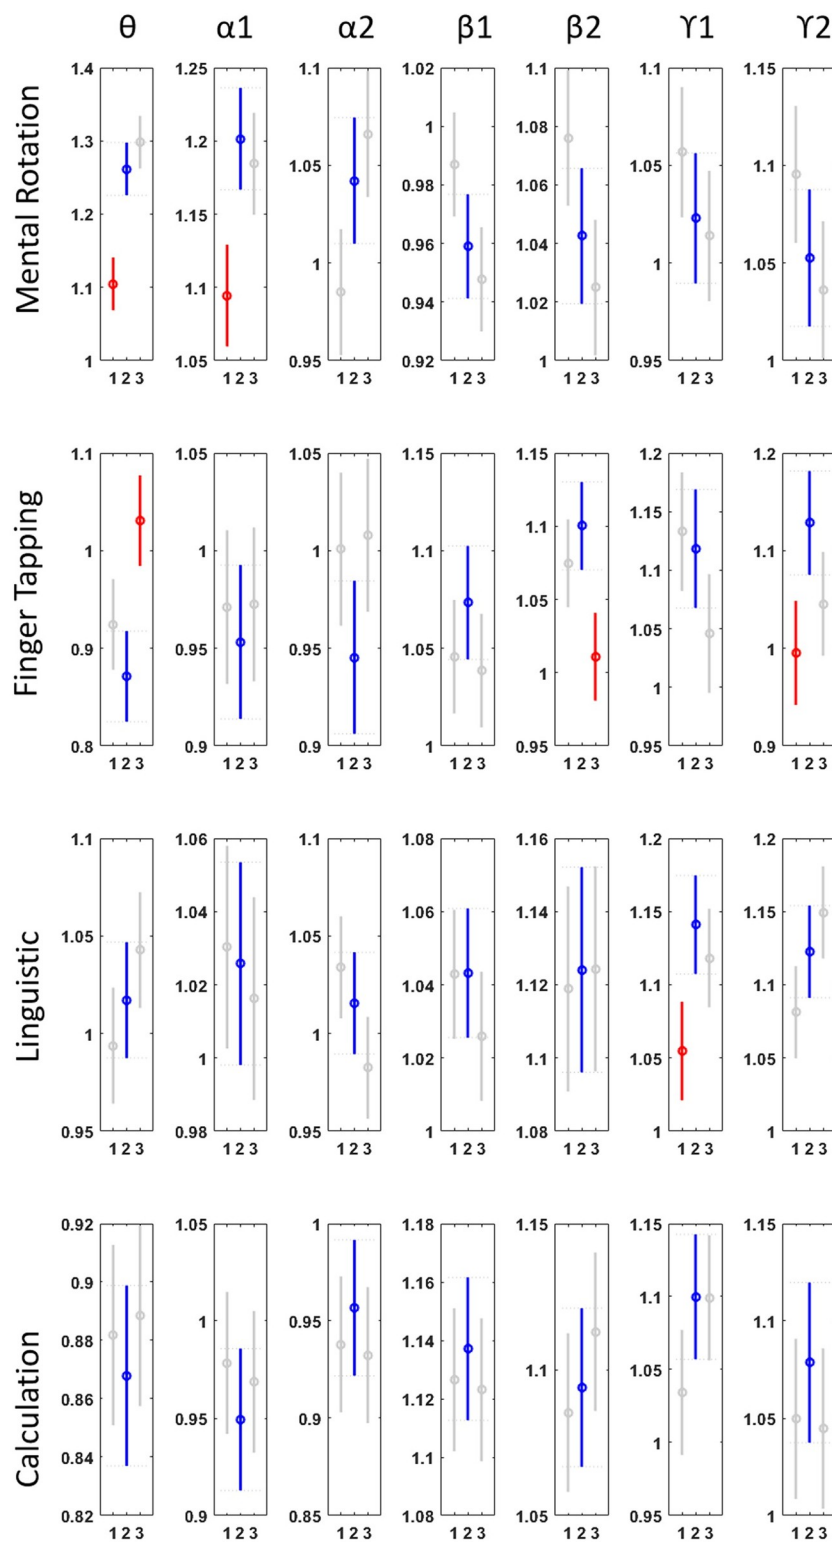 θ α1 α2 β1 β2 ϒ1 ϒ2
Mental Rotation
1.4 1.25 1.1 1.02 1.1 1.1 1.15
1 1.08
1.3 1.2
1.05 1.05 1.1
0.98 1.06
1.2 1.15
0.96 1.04
1 1 1.05
1.1 1.1
0.94 1.02
1 1.05 0.95 0.92 1 0.95 1
1 2 3 1 2 3 1 2 3 1 2 3 1 2 3 1 2 3 1 2 3
Finger Tapping
1.1 1.05 1.05 1.15 1.15 1.2 1.2
1.15
1.1
1 1 1 1.1 1.1
1.1
1.05
1.05
0.9 0.95 0.95 1.05 1
1
1
0.8 0.9 0.9 1 0.95 0.95 0.9
1 2 3 1 2 3 1 2 3 1 2 3 1 2 3 1 2 3 1 2 3
Linguistic
1.1 1.06 1.1 1.08 1.16 1.2 1.2
1.04 1.06 1.14 1.15 1.15
1.05 1.05
1.02 1.04 1.12 1.1 1.1
1 1
1 1.02 1.1 1.05 1.05
0.95 0.98 0.95 1 1.08 1 1
1 2 3 1 2 3 1 2 3 1 2 3 1 2 3 1 2 3 1 2 3
Calculation
0.92 1.05 1 1.18 1.15 1.15 1.15
0.9 1.16
1.1
1 0.95 1.1
0.88 1.14
1.1 1.05
0.86 1.12
0.95 0.9 1.05
1
0.84 1.1
0.82 0.9 0.85 1.08 1.05 0.95 1
1 2 3 1 2 3 1 2 3 1 2 3 1 2 3 1 2 3 1 2 3